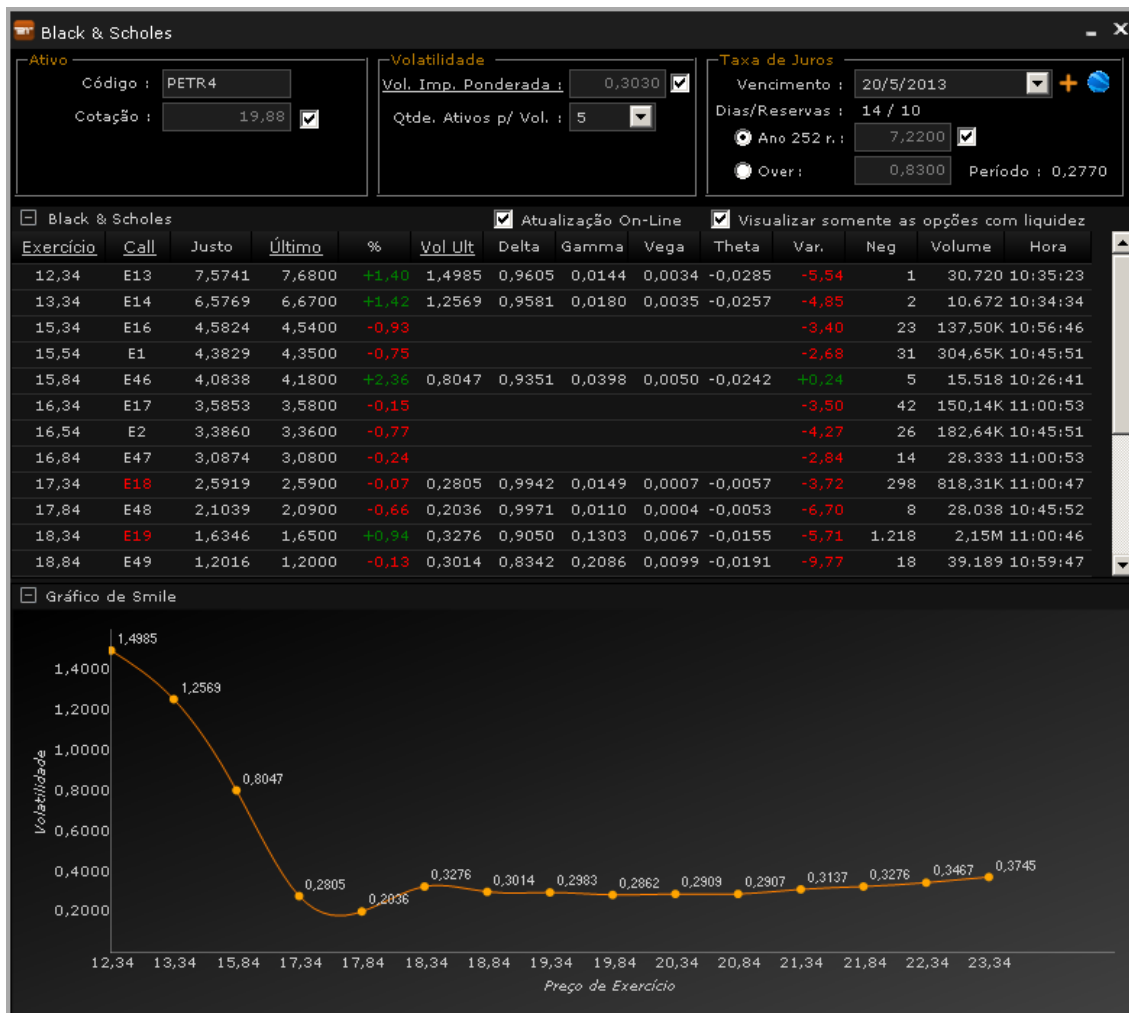 Black & Scholes
Ativo
Código : PETR4
Cotação : 19,88
Volatilidade
Vol. Imp. Ponderada : 0,3030
Qtde. Ativos p/ Vol. : 5
Taxa de Juros
Vencimento : 20/5/2013
Dias/Reservas : 14 / 10
Ano 252 r. : 7,2200
Over : 0,8300 Período : 0,2770
Black & Scholes Atualização On-Line Visualizar somente as opções com liquidez
Exercício Call Justo Último % Vol Ult Delta Gamma Vega Theta Var. Neg Volume Hora
12,34 E13 7,5741 7,6800 +1,40 1,4985 0,9605 0,0144 0,0034 -0,0285 -5,54 1 30.720 10:35:23
13,34 E14 6,5769 6,6700 +1,42 1,2569 0,9581 0,0180 0,0035 -0,0257 -4,85 2 10.672 10:34:34
15,34 E16 4,5824 4,5400 -0,93 -3,40 23 137,50K 10:56:46
15,54 E1 4,3829 4,3500 -0,75 -2,68 31 304,65K 10:45:51
15,84 E46 4,0838 4,1800 +2,36 0,8047 0,9351 0,0398 0,0050 -0,0242 +0,24 5 15.518 10:26:41
16,34 E17 3,5853 3,5800 -0,15 -3,50 42 150,14K 11:00:53
16,54 E2 3,3860 3,3600 -0,77 -4,27 26 182,64K 10:45:51
16,84 E47 3,0874 3,0800 -0,24 -2,84 14 28.333 11:00:53
17,34 E18 2,5919 2,5900 -0,07 0,2805 0,9942 0,0149 0,0007 -0,0057 -3,72 298 818,31K 11:00:47
17,84 E48 2,1039 2,0900 -0,66 0,2036 0,9971 0,0110 0,0004 -0,0053 -6,70 8 28.038 10:45:52
18,34 E19 1,6346 1,6500 +0,94 0,3276 0,9050 0,1303 0,0067 -0,0155 -5,71 1.218 2,15M 11:00:46
18,84 E49 1,2016 1,2000 -0,13 0,3014 0,8342 0,2086 0,0099 -0,0191 -9,77 18 39.189 10:59:47
Gráfico de Smile
1,4985
1,4000
1,2569
1,2000
1,0000
0,8047
0,8000
Volatilidade
0,6000
0,4000
0,2805 0,2036 0,3276 0,3014 0,2983 0,2862 0,2909 0,2907 0,3137 0,3276 0,3467 0,3745
0,2000
12,34 13,34 15,84 17,34 17,84 18,34 18,84 19,34 19,84 20,34 20,84 21,34 21,84 22,34 23,34
Preço de Exercício